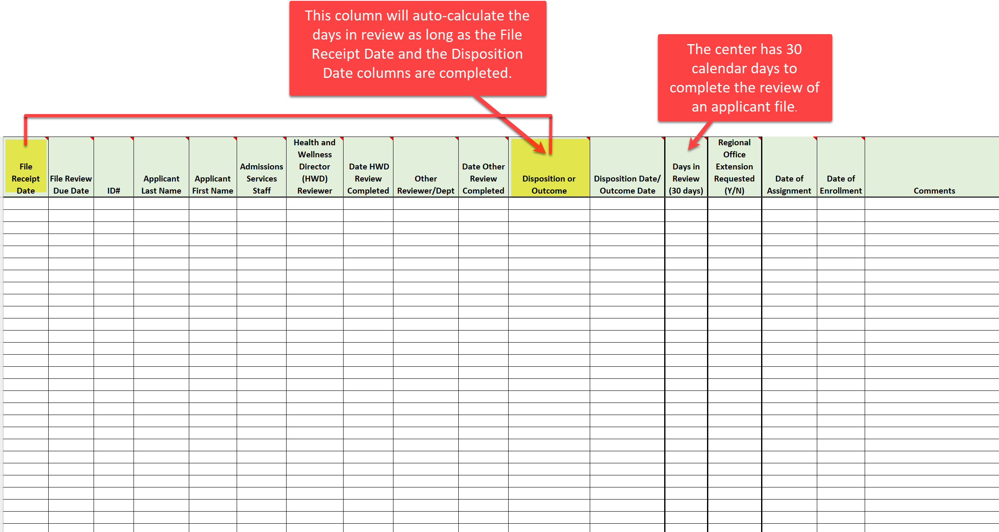 This column will auto-calculate the
days in review as long as the File
Receipt Date and the Disposition
Date columns are completed.
The center has 30
calendar days to
complete the review of
an applicant file.
File
Receipt
Date
File Review
Due Date
ID#
Applicant
Last Name
Applicant
First Name
Admissions
Services
Staff
Health and
Wellness
Director
(HWD)
Reviewer
Date HWD
Review
Completed
Other
Reviewer/Dept
Date Other
Review
Completed
Disposition or
Outcome
Disposition Date/
Outcome Date
Days in
Review
(30 days)
Regional
Office
Extension
Requested
(Y/N)
Date of
Assignment
Date of
Enrollment
Comments